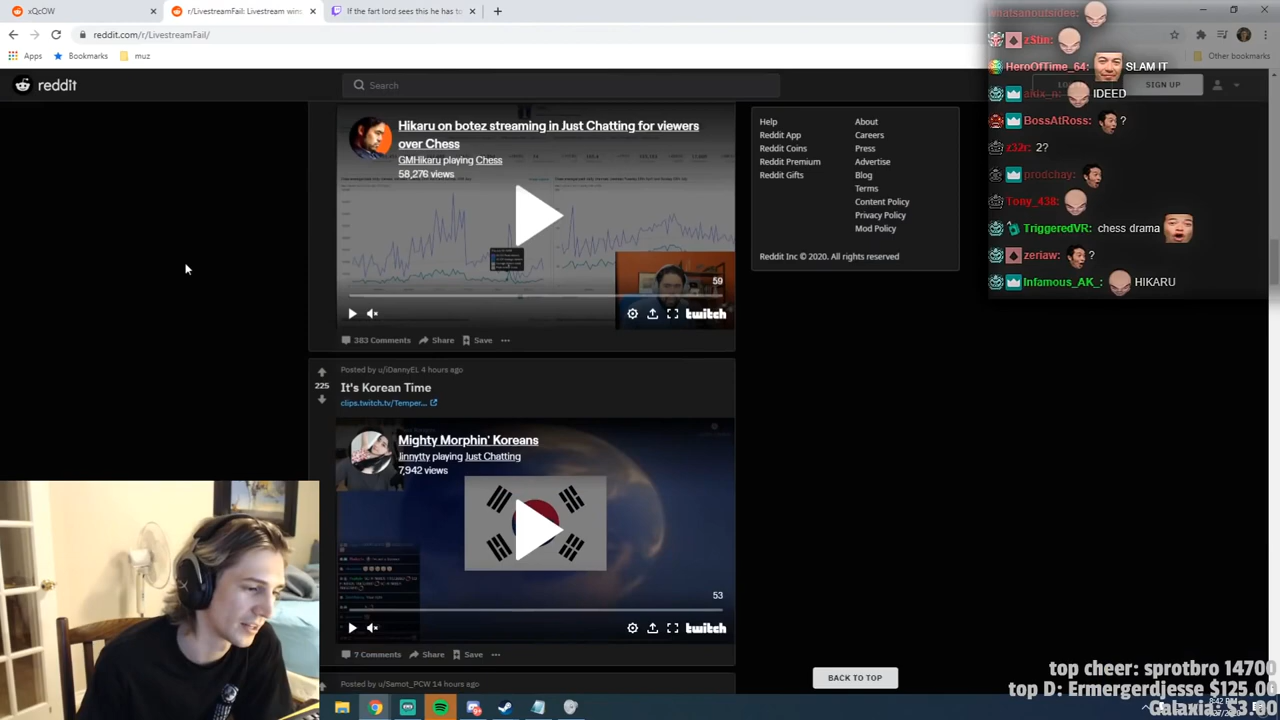 xQcOW
r/LivestreamFail: Livestream win
If the fart lord sees this he has to
reddit.com/r/LivestreamFail/
Apps
Bookmarks
muz
Other bookmarks
reddit
Search
SIGN UP
Hikaru on botez streaming in Just Chatting for viewers
over Chess
GMHikaru playing Chess
58,276 views
59
twitch
383 Comments
Share
Save
Posted by u/iDannyEL 4 hours ago
225
It's Korean Time
clips.twitch.tv/Temper...
Mighty Morphin' Koreans
Jinnytty playing Just Chatting
7,942 views
53
twitch
7 Comments
Share
Save
Posted by u/Samot_PCW 14 hours ago
Help
About
Reddit App
Careers
Reddit Coins
Press
Reddit Premium
Advertise
Reddit Gifts
Blog
Terms
Content Policy
Privacy Policy
Mod Policy
Reddit Inc © 2020. All rights reserved
BACK TO TOP
whatsanoutsidee:
zStin:
HeroOfTime_64: SLAM IT
IDEED
BossAtRoss: ?
z32r: 2?
prodchay:
Tony_438:
TriggeredVR: chess drama
zeriaw: ?
Infamous_AK_: HIKARU
top cheer: sprotbro 14700
top D: Ermergerdjesse $125.00
Galaxia: $3.00